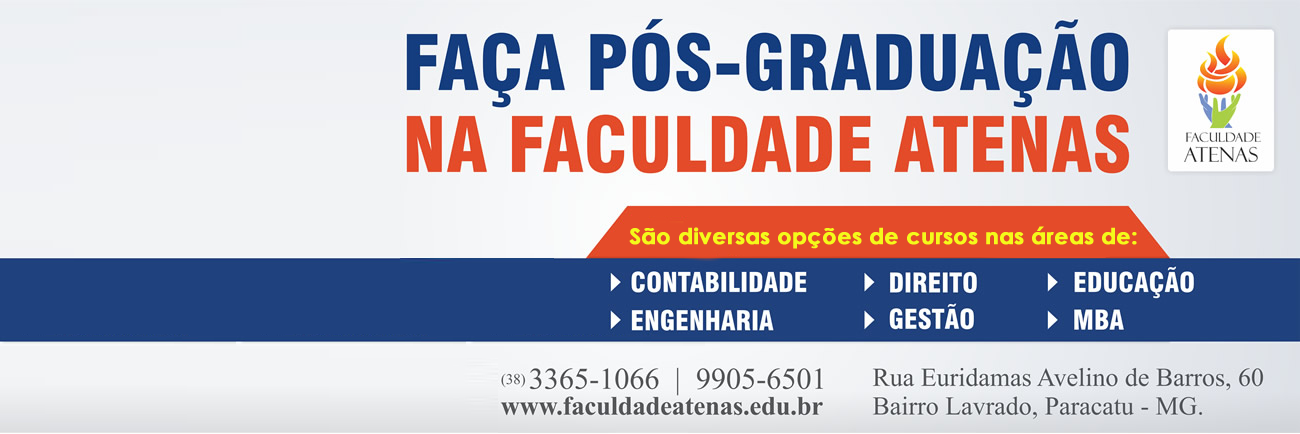 FAÇA PÓS-GRADUAÇÃO
NA FACULDADE ATENAS
FACULDADE
ATENAS
São diversas opções de cursos nas áreas de:
CONTABILIDADE DIREITO EDUCAÇÃO
ENGENHARIA GESTÃO MBA
(38) 3365-1066 | 9905-6501
www.faculdadeatenas.edu.br
Rua Euridamas Avelino de Barros, 60
Bairro Lavrado, Paracatu - MG.